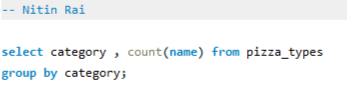 -- Nitin Rai
select category , count(name) from pizza_types
group by category;